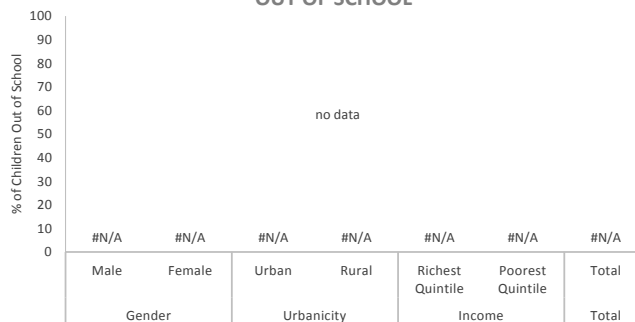 OUT OF SCHOOL
% of Children Out of School
100
90
80
70
60
50
40
30
20
10
0
no data
#N/A #N/A #N/A #N/A #N/A #N/A #N/A
Male Female Urban Rural Richest Quintile Poorest Quintile Total
Gender Urbanicity Income Total